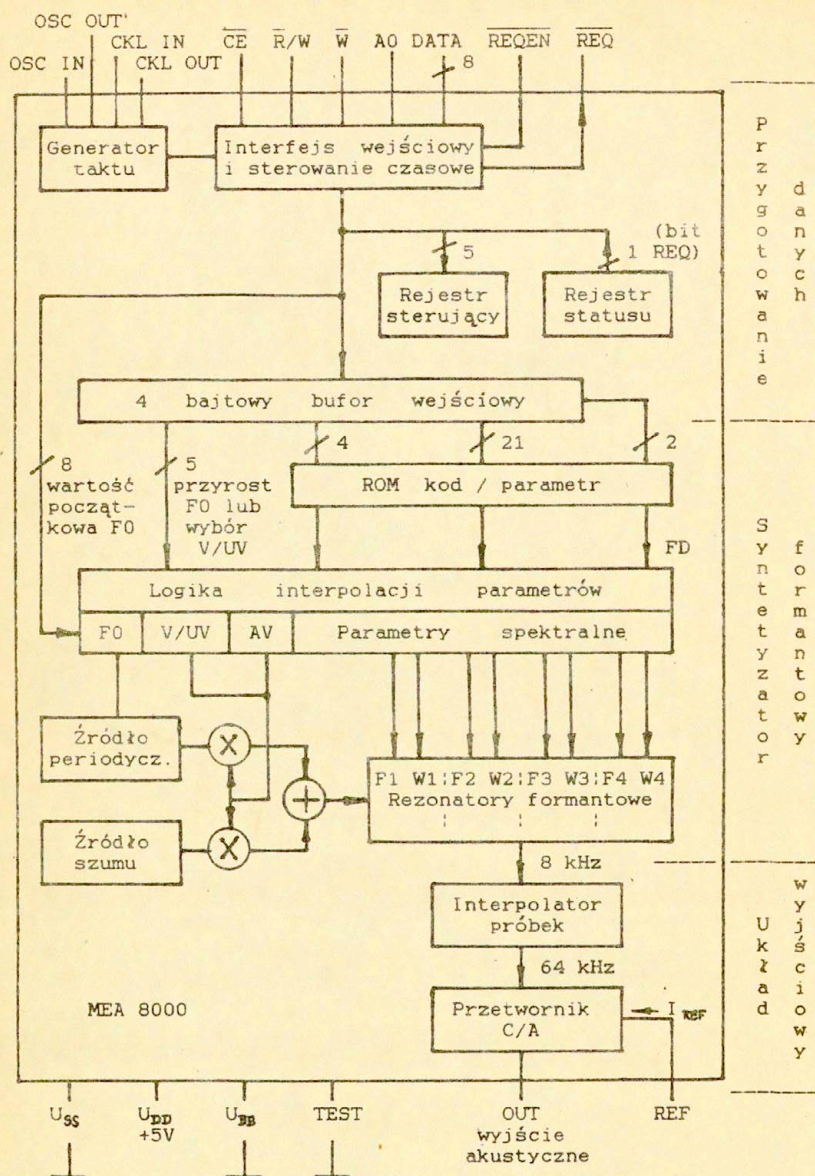 OSC OUT'
CKL IN CE R/W W A0 DATA REQEN REQ
OSC IN CKL OUT
8
Generator taktu
Interfejs wejściowy
i sterowanie czasowe
Przygotowanie
danych
5
1
(bit
REQ)
Rejestr
sterujący
Rejestr
statusu
4 bajtowy bufor wejściowy
8
wartość
począt-
kowa F0
5
przyrost
F0 lub
wybór
V/UV
4
21
2
ROM kod / parametr
FD
Logika interpolacji parametrów
F0 V/UV AV Parametry spektralne
Syntetyzator
formantowy
Źródło
periodycz.
X
+
F1 W1 F2 W2 F3 W3 F4 W4
Rezonatory formantowe
Źródło
szumu
X
8 kHz
Interpolator
próbek
64 kHz
Układ
wyjściowy
MEA 8000
Przetwornik
C/A
I REF
USS UDD UBB TEST OUT REF
+5V wyjście
akustyczne